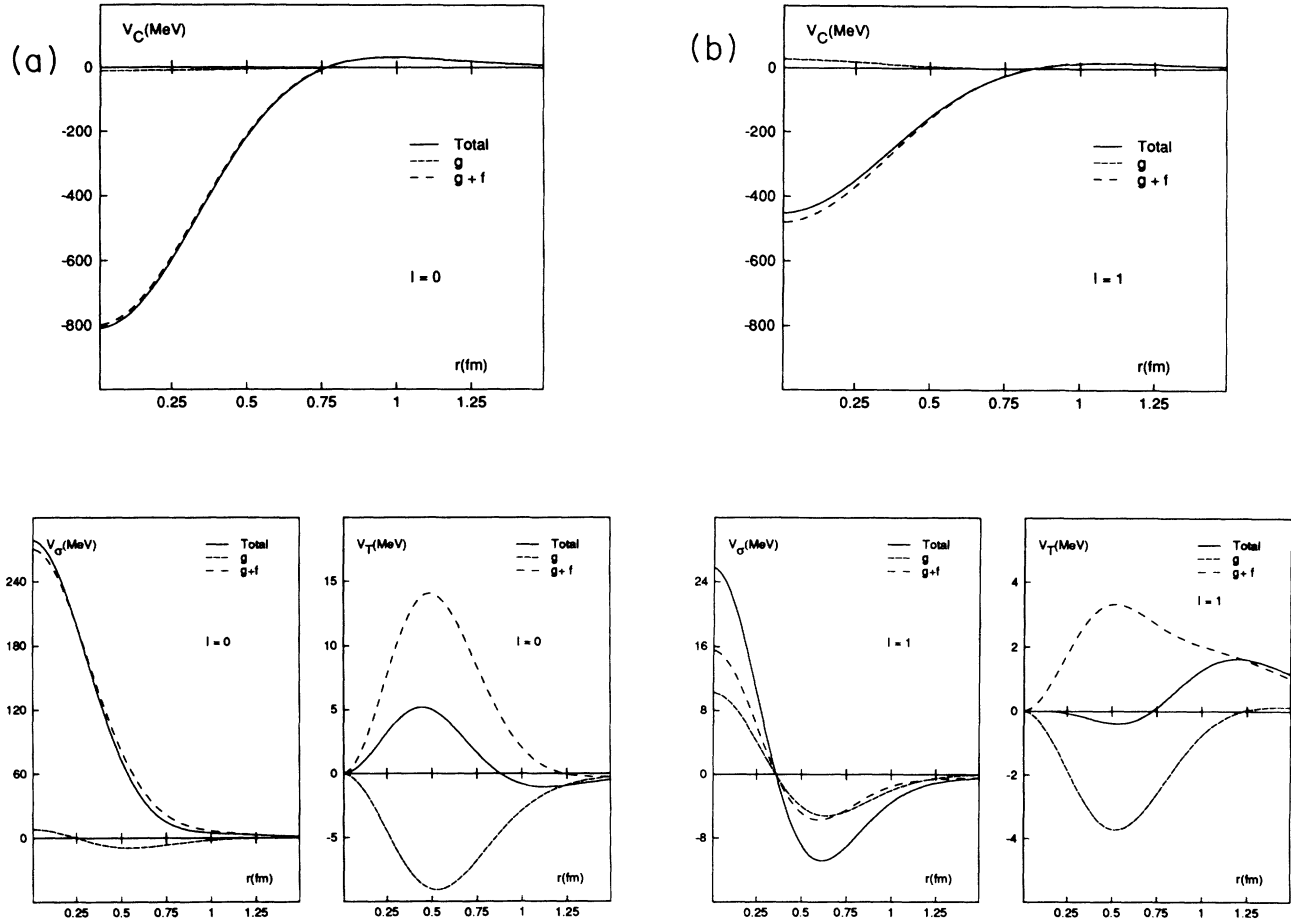 (a)
V_C(MeV)
0
-200
-400
-600
-800
Total
g
g + f
I = 0
r(fm)
0.25
0.5
0.75
1
1.25
(b)
V_C(MeV)
0
-200
-400
-600
-800
Total
g
g + f
I = 1
r(fm)
0.25
0.5
0.75
1
1.25
V_σ(MeV)
240
180
120
60
0
Total
g
g+f
I = 0
r(fm)
0.25
0.5
0.75
1
1.25
V_T(MeV)
15
10
5
0
-5
Total
g
g+f
I = 0
r(fm)
0.25
0.5
0.75
1
1.25
V_σ(MeV)
24
16
8
0
-8
Total
g
g+f
I = 1
r(fm)
0.25
0.5
0.75
1
1.25
V_T(MeV)
4
2
0
-2
-4
Total
g
g+ f
I = 1
r(fm)
0.25
0.5
0.75
1
1.25